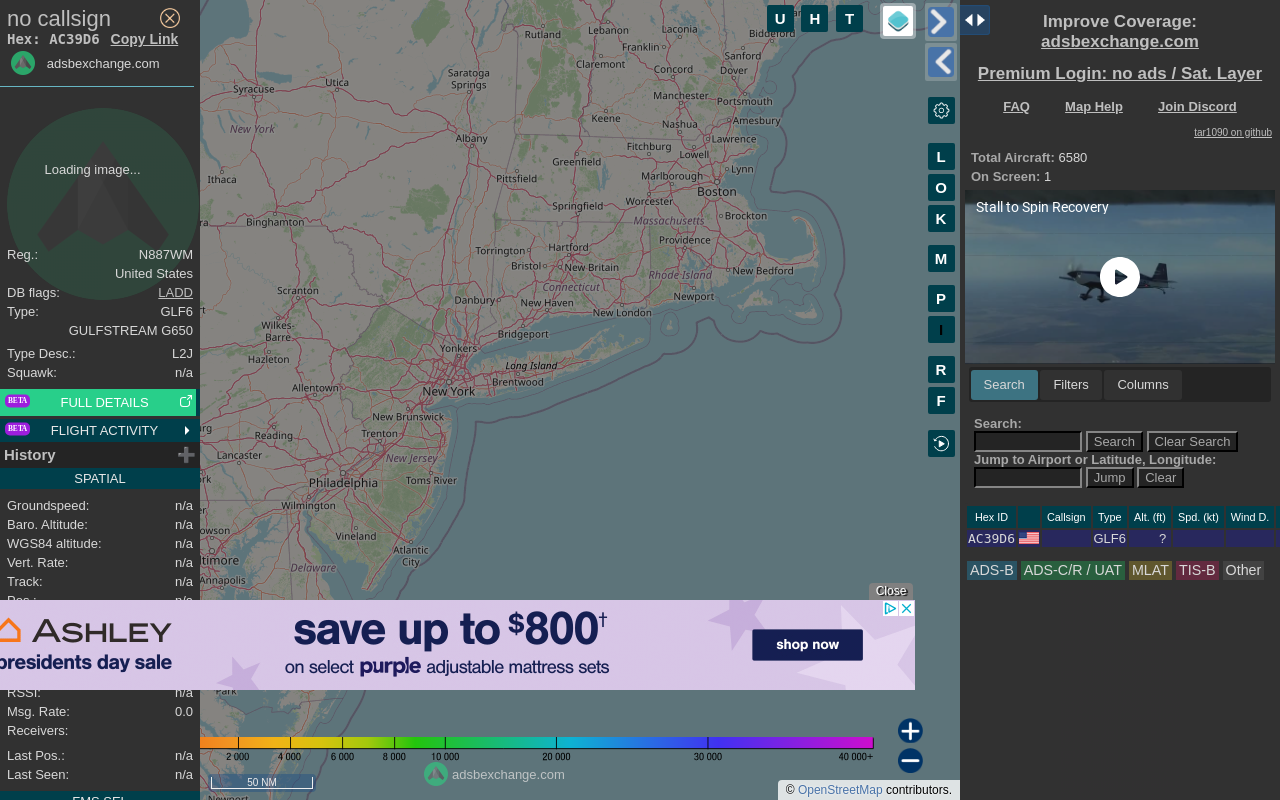 no callsign
Hex: AC39D6 Copy Link
adsbexchange.com
Loading image...
Reg.: N887WM
United States
DB flags: LADD
Type: GLF6
GULFSTREAM G650
Type Desc.: L2J
Squawk: n/a
BETA FULL DETAILS
BETA FLIGHT ACTIVITY
History
SPATIAL
Groundspeed: n/a
Baro. Altitude: n/a
WGS84 altitude: n/a
Vert. Rate: n/a
Track: n/a
Pos.: n/a
RSSI: n/a
Msg. Rate: 0.0
Receivers:
Last Pos.: n/a
Last Seen: n/a
FMS SEL
Rutland
Lebanon
Laconia
Biddeford
Franklin
Sanford
Claremont
Concord
Dover
Utica
Saratoga
Springs
Syracuse
Manchester
Portsmouth
Keene
Amesbury
New York
Nashua
Albany
Lawrence
Fitchburg
Lowell
Greenfield
Lynn
Ithaca
Pittsfield
Marlborough
Boston
Worcester
Springfield
Brockton
Binghamton
Massachusetts
Providence
Torrington
Hartford
Bristol
New Britain
New Bedford
Rhode Island
Connecticut
Scranton
Danbury
New Haven
Newport
New London
Wilkes-
Barre
Bridgeport
Yonkers
Hazleton
Long Island
Allentown
Brentwood
New York
New Brunswick
Reading
Trenton
Lancaster
New Jersey
Toms River
Philadelphia
Wilmington
Vineland
Atlantic
City
Delaware
Annapolis
Park
Newport
U H T
L
O
K
M
P
I
R
F
Close
ASHLEY
presidents day sale
save up to $800†
on select purple adjustable mattress sets
shop now
2 000 4 000 6 000 8 000 10 000 20 000 30 000 40 000+
adsbexchange.com
50 NM
© OpenStreetMap contributors.
Improve Coverage:
adsbexchange.com
Premium Login: no ads / Sat. Layer
FAQ Map Help Join Discord
tar1090 on github
Total Aircraft: 6580
On Screen: 1
Stall to Spin Recovery
Search Filters Columns
Search:
Search Clear Search
Jump to Airport or Latitude, Longitude:
Jump Clear
Hex ID Callsign Type Alt. (ft) Spd. (kt) Wind D.
AC39D6 GLF6 ?
ADS-B ADS-C/R / UAT MLAT TIS-B Other